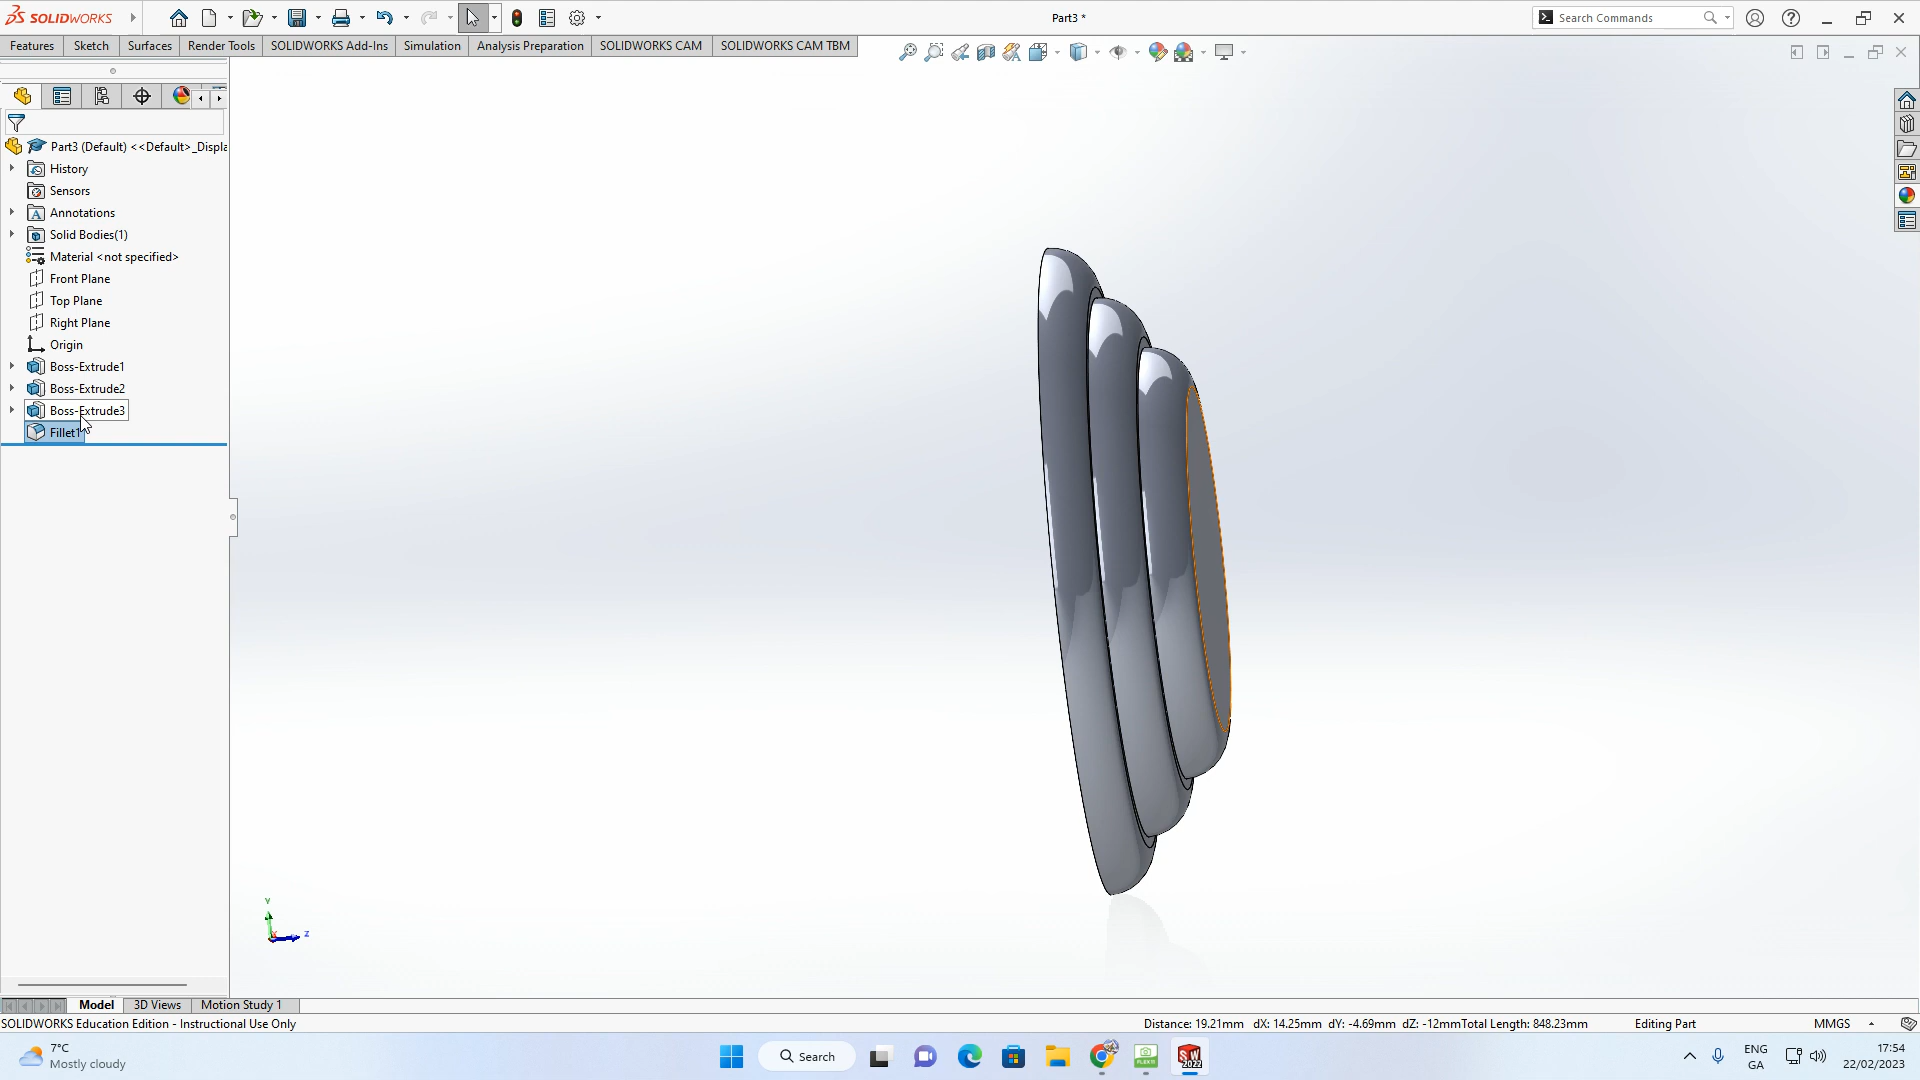 SOLIDWORKS
Part3 *
Search Commands
Features
Sketch
Surfaces
Render Tools
SOLIDWORKS Add-Ins
Simulation
Analysis Preparation
SOLIDWORKS CAM
SOLIDWORKS CAM TBM
Part3 (Default) <<Default>_Displa
History
Sensors
Annotations
Solid Bodies(1)
Material <not specified>
Front Plane
Top Plane
Right Plane
Origin
Boss-Extrude1
Boss-Extrude2
Boss-Extrude3
Fillet1
Y
X
Z
Model
3D Views
Motion Study 1
SOLIDWORKS Education Edition - Instructional Use Only
Distance: 19.21mm dX: 14.25mm dY: -4.69mm dZ: -12mmTotal Length: 848.23mm
Editing Part
MMGS
7°C
Mostly cloudy
Search
SW
2022
ENG
GA
17:54
22/02/2023